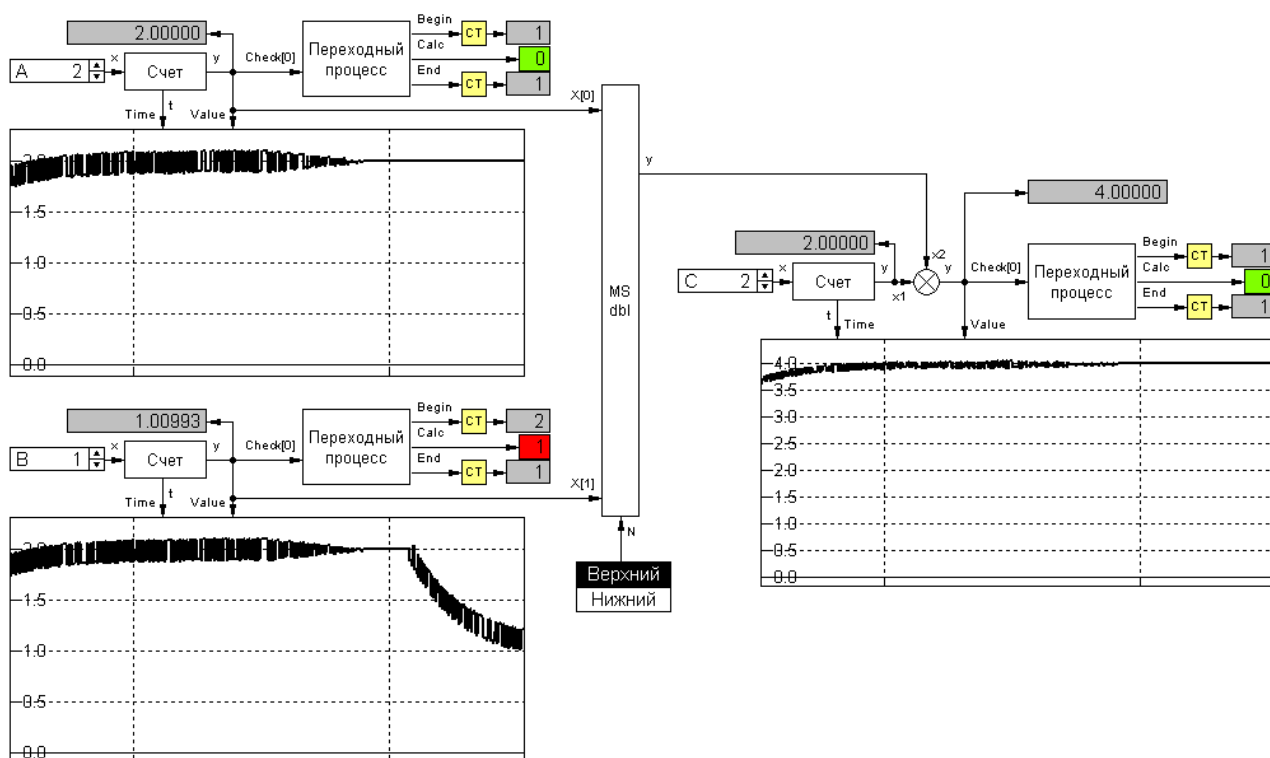 2.00000
Begin
CT 1
x
y
Check[0]
Calc
A 2
Счет
Переходный
процесс
0
End
t
CT 1
Time
Value
X[0]
2.0
1.5
1.0
0.5
0.0
y
4.00000
2.00000
x2
Begin
CT 1
x
y
y
Check[0]
Calc
C 2
Счет
x1
Переходный
процесс
0
End
t
Time
Value
CT 1
MS
dbl
4.0
3.5
3.0
2.5
2.0
1.5
1.0
0.5
0.0
1.00993
Begin
CT 2
x
y
Check[0]
Calc
B 1
Счет
Переходный
процесс
1
End
t
CT 1
Time
Value
X[1]
N
Верхний
Нижний
2.0
1.5
1.0
0.5
0.0